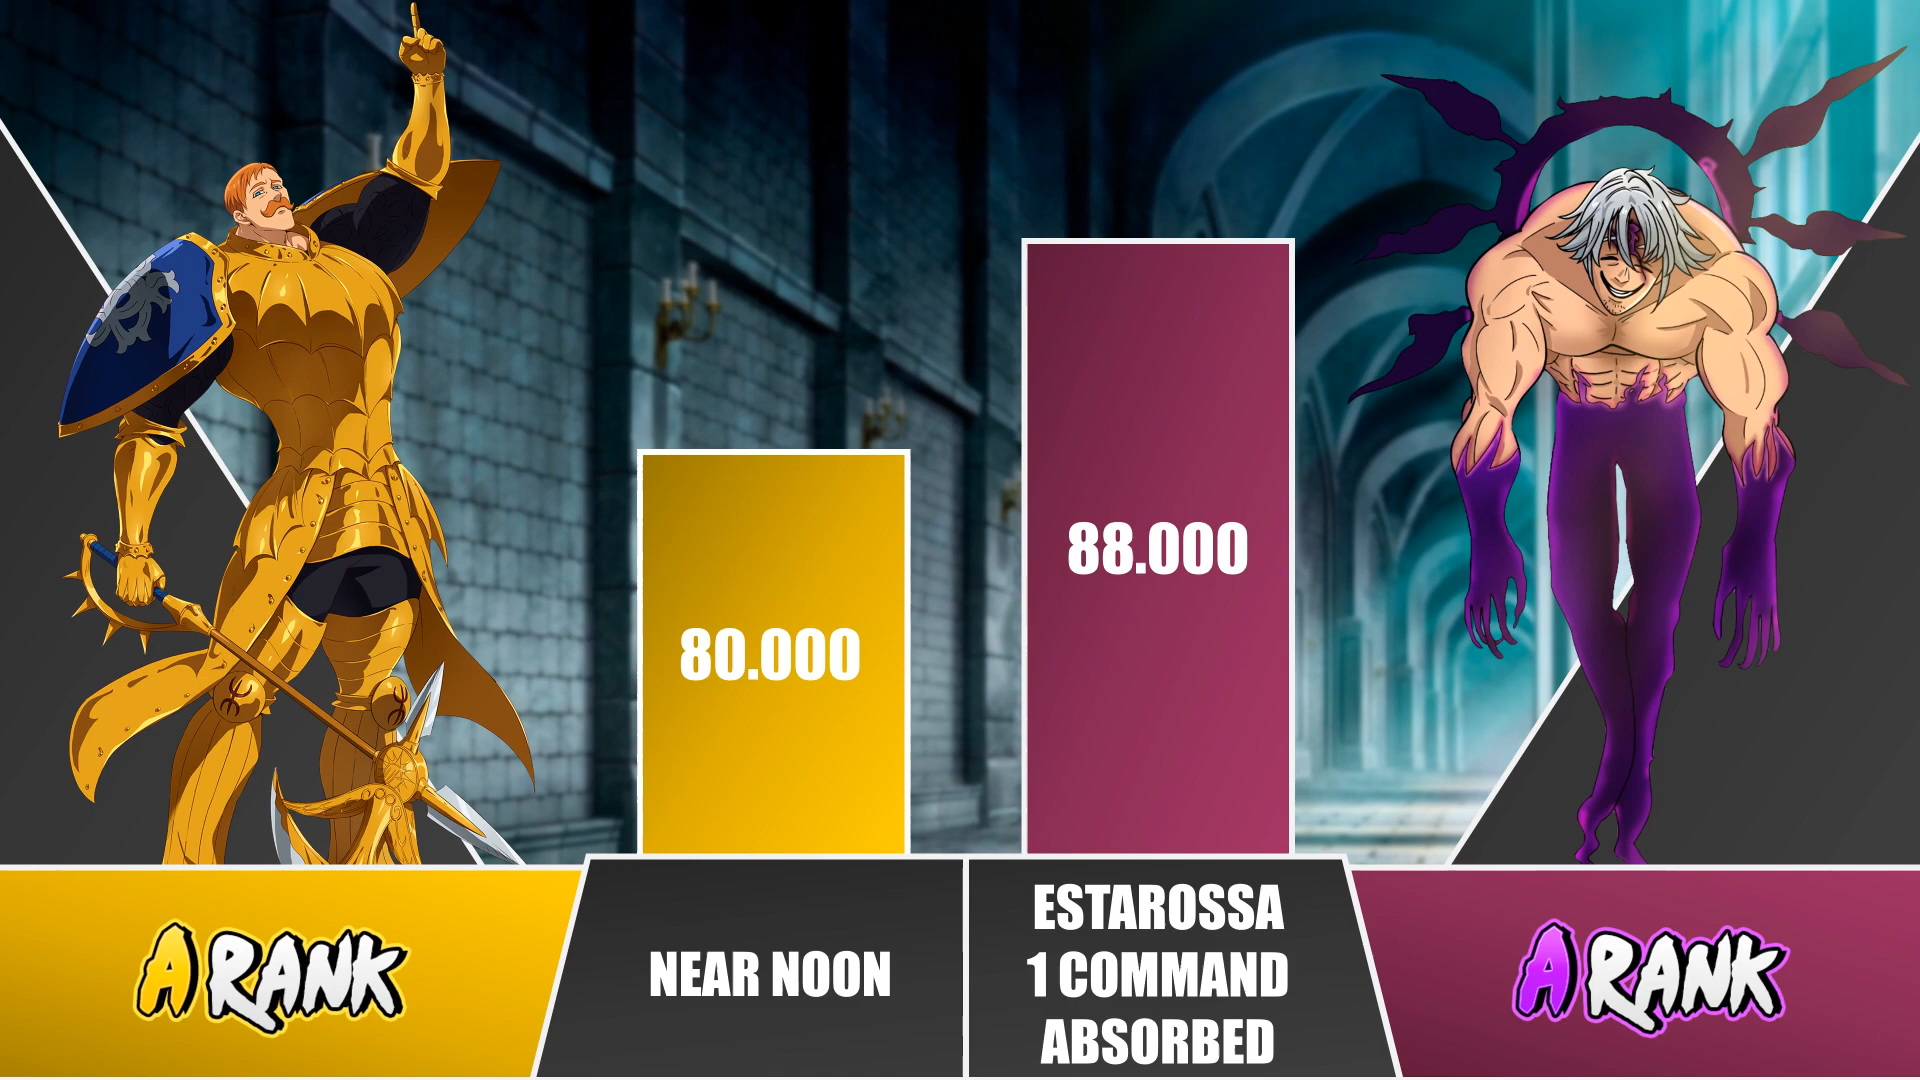 80.000
88.000
A RANK
NEAR NOON
ESTAROSSA
1 COMMAND
ABSORBED
A RANK